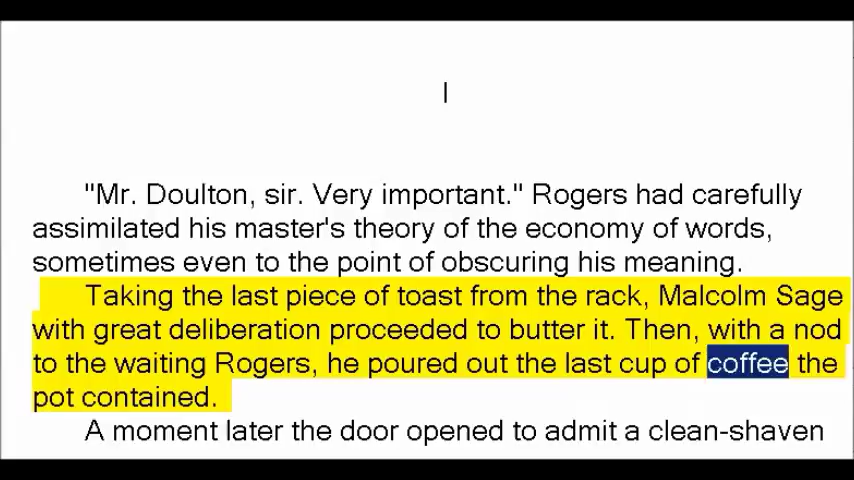 I
"Mr. Doulton, sir. Very important." Rogers had carefully
assimilated his master's theory of the economy of words,
sometimes even to the point of obscuring his meaning.
Taking the last piece of toast from the rack, Malcolm Sage
with great deliberation proceeded to butter it. Then, with a nod
to the waiting Rogers, he poured out the last cup of coffee the
pot contained.
A moment later the door opened to admit a clean-shaven